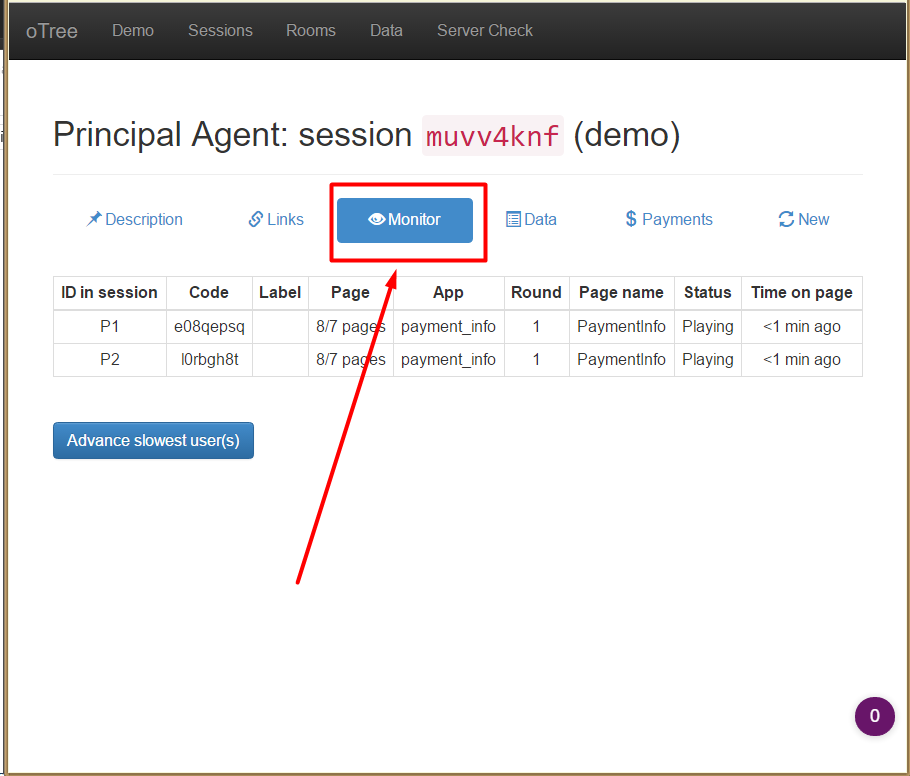 oTree Demo Sessions Rooms Data Server Check
Principal Agent: session muvv4knf (demo)
Description Links Monitor Data $ Payments New
ID in session Code Label Page App Round Page name Status Time on page
P1 e08qepsq 8/7 pages payment_info 1 PaymentInfo Playing <1 min ago
P2 l0rbgh8t 8/7 pages payment_info 1 PaymentInfo Playing <1 min ago
Advance slowest user(s)
0